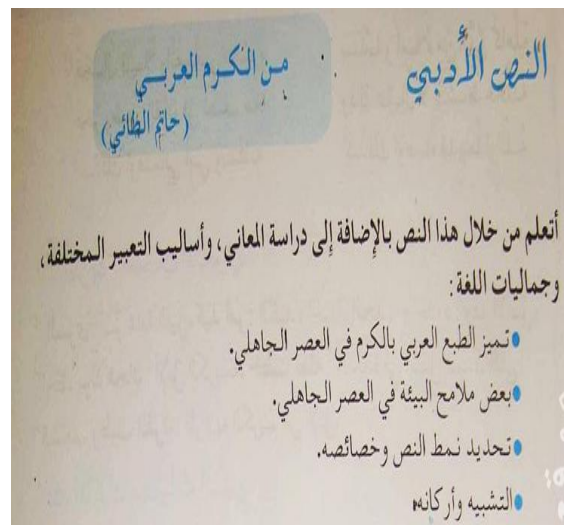 النص الأدبي
من الكرم العربي
(حاتم الطائي)
أتعلم من خلال هذا النص بالإضافة إلى دراسة المعاني، وأساليب التعبير المختلفة،
وجماليات اللغة:
•تميز الطبع العربي بالكرم في العصر الجاهلي.
•بعض ملامح البيئة في العصر الجاهلي.
•تحديد نمط النص وخصائصه.
•التشبيه وأركانه.